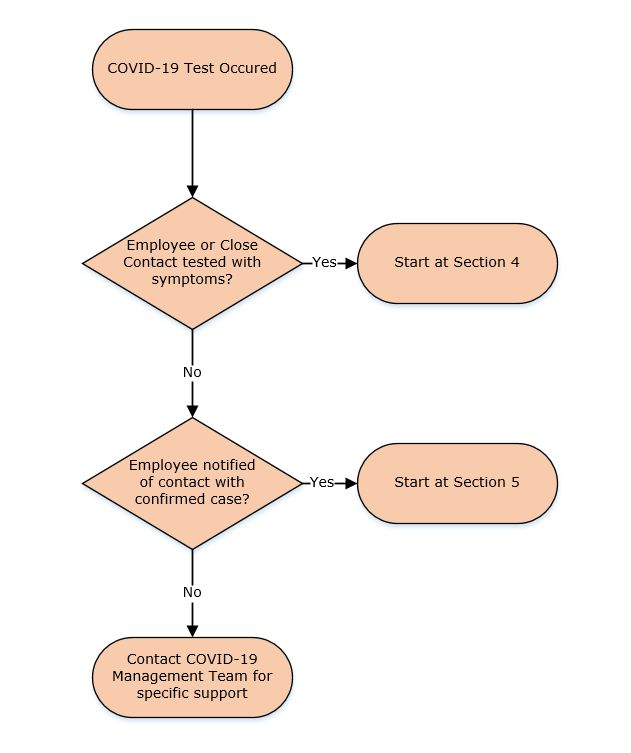 COVID-19 Test Occured
Employee or Close
Contact tested with
symptoms?
Yes
Start at Section 4
No
Employee notified
of contact with
confirmed case?
Yes
Start at Section 5
No
Contact COVID-19
Management Team for
specific support